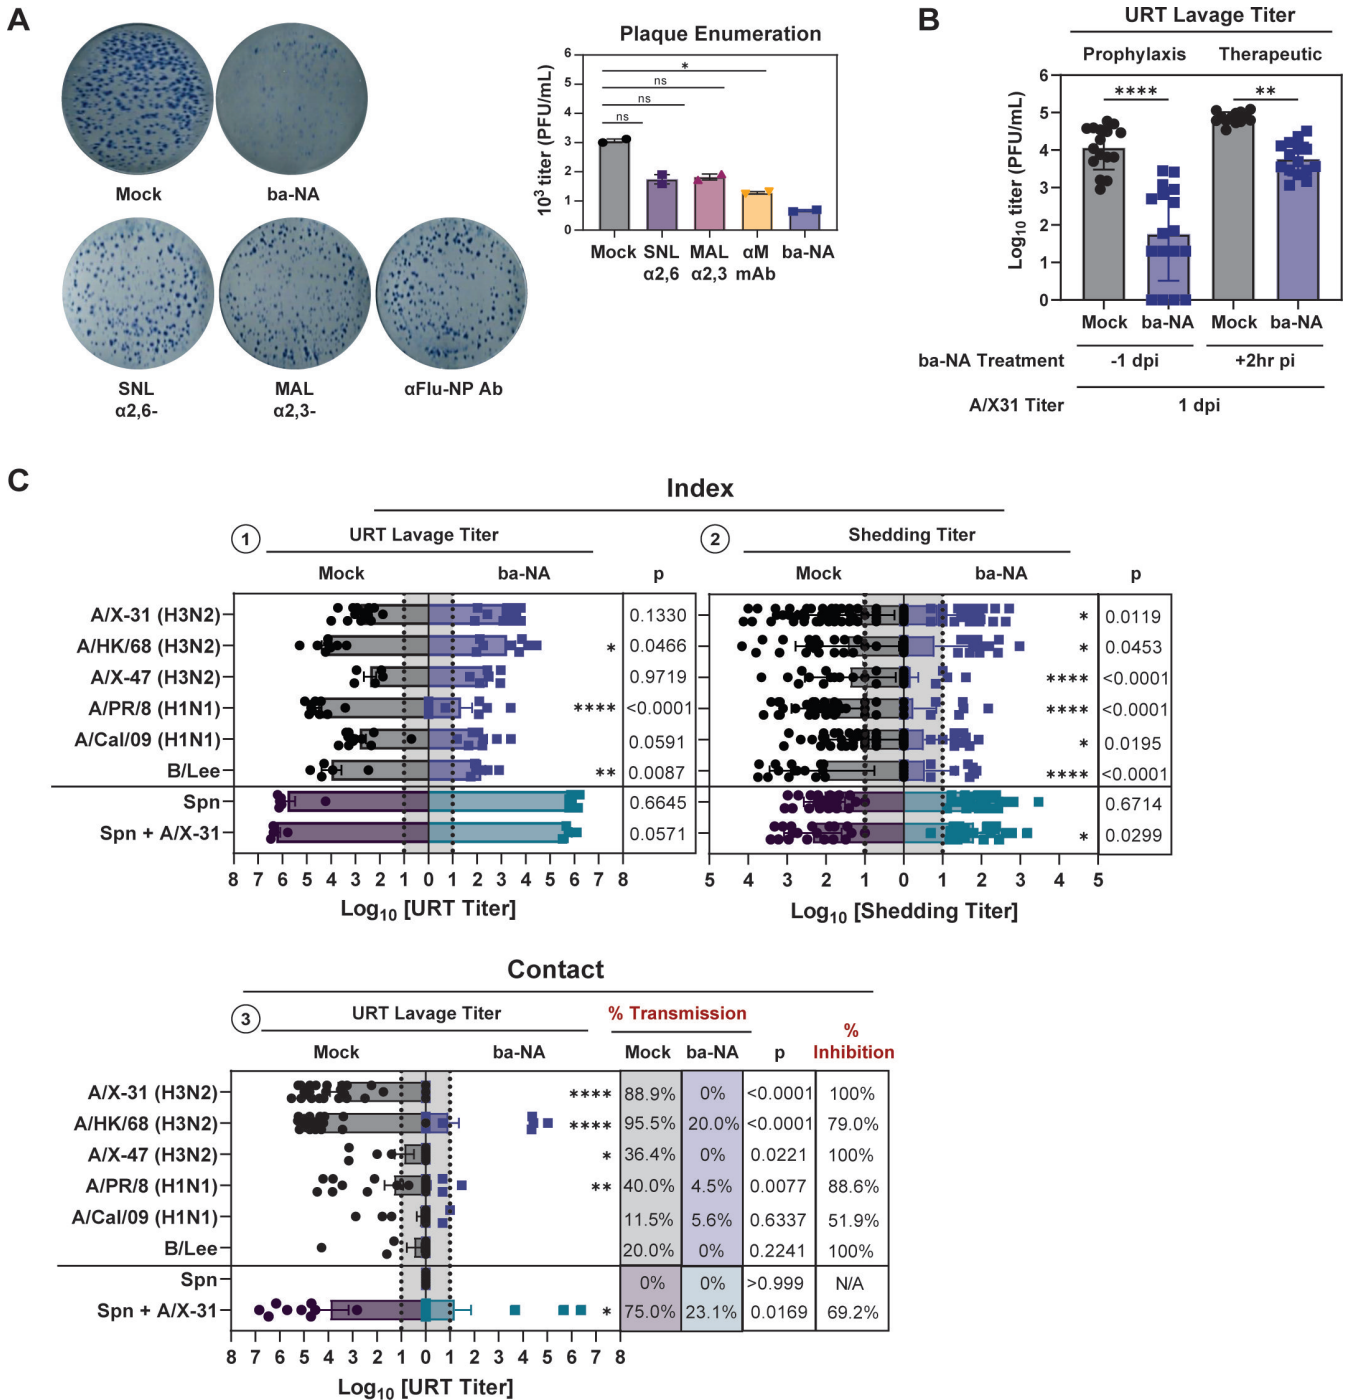 A
Mock
ba-NA
SNL
α2,6-
MAL
α2,3-
αFlu-NP Ab
Plaque Enumeration
10³ titer (PFU/mL)
6
5
4
3
2
1
0
*
ns
ns
ns
Mock
SNL
α2,6
MAL
α2,3
αM
mAb
ba-NA
B
URT Lavage Titer
Prophylaxis Therapeutic
Log₁₀ titer (PFU/mL)
6
5
4
3
2
1
0
**** **
Mock ba-NA Mock ba-NA
ba-NA Treatment -1 dpi +2hr pi
A/X31 Titer 1 dpi
C
Index
1 URT Lavage Titer
Mock ba-NA p
A/X-31 (H3N2) 0.1330
A/HK/68 (H3N2) * 0.0466
A/X-47 (H3N2) 0.9719
A/PR/8 (H1N1) **** <0.0001
A/Cal/09 (H1N1) 0.0591
B/Lee ** 0.0087
Spn 0.6645
Spn + A/X-31 0.0571
8 7 6 5 4 3 2 1 0 1 2 3 4 5 6 7 8
Log₁₀ [URT Titer]
2 Shedding Titer
Mock ba-NA p
* 0.0119
* 0.0453
**** <0.0001
**** <0.0001
* 0.0195
**** <0.0001
0.6714
* 0.0299
5 4 3 2 1 0 1 2 3 4 5
Log₁₀ [Shedding Titer]
Contact
3 URT Lavage Titer % Transmission
Mock ba-NA Mock ba-NA p % Inhibition
A/X-31 (H3N2) **** 88.9% 0% <0.0001 100%
A/HK/68 (H3N2) **** 95.5% 20.0% <0.0001 79.0%
A/X-47 (H3N2) * 36.4% 0% 0.0221 100%
A/PR/8 (H1N1) ** 40.0% 4.5% 0.0077 88.6%
A/Cal/09 (H1N1) 11.5% 5.6% 0.6337 51.9%
B/Lee 20.0% 0% 0.2241 100%
Spn 0% 0% >0.999 N/A
Spn + A/X-31 * 75.0% 23.1% 0.0169 69.2%
8 7 6 5 4 3 2 1 0 1 2 3 4 5 6 7 8
Log₁₀ [URT Titer]